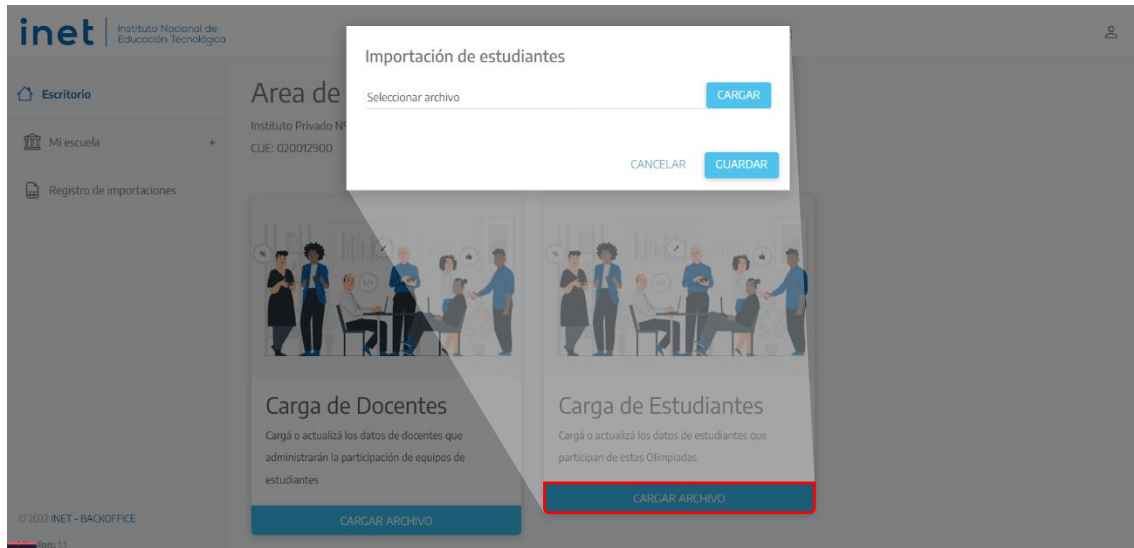 inet
Instituto Nacional de
Educación Tecnológica
Importación de estudiantes
Seleccionar archivo
CARGAR
CANCELAR
GUARDAR
Escritorio
Mi escuela +
Registro de importaciones
Area de
Instituto Privado Nº
CUE: 020012900
Carga de Docentes
Cargá o actualizá los datos de docentes que
administrarán la participación de equipos de
estudiantes
CARGAR ARCHIVO
Carga de Estudiantes
Cargá o actualizá los datos de estudiantes que
participan de estas Olimpiadas
CARGAR ARCHIVO
© 2022 INET - BACKOFFICE